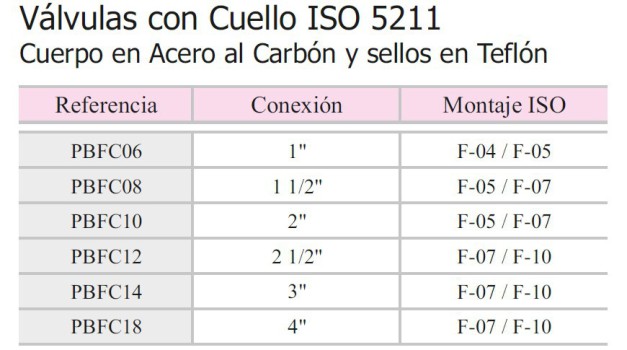 Válvulas con Cuello ISO 5211
Cuerpo en Acero al Carbón y sellos en Teflón
Referencia Conexión Montaje ISO
PBFC06 1" F-04 / F-05
PBFC08 1 1/2" F-05 / F-07
PBFC10 2" F-05 / F-07
PBFC12 2 1/2" F-07 / F-10
PBFC14 3" F-07 / F-10
PBFC18 4" F-07 / F-10